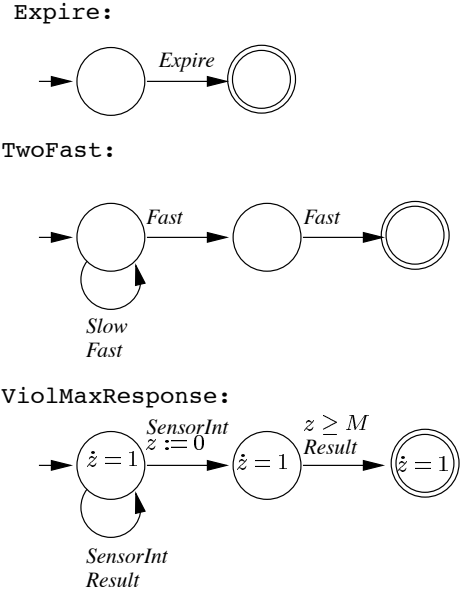 Expire:
Expire
TwoFast:
Fast
Fast
Slow
Fast
ViolMaxResponse:
SensorInt
z := 0
z ≥ M
Result
ż = 1
ż = 1
ż = 1
SensorInt
Result